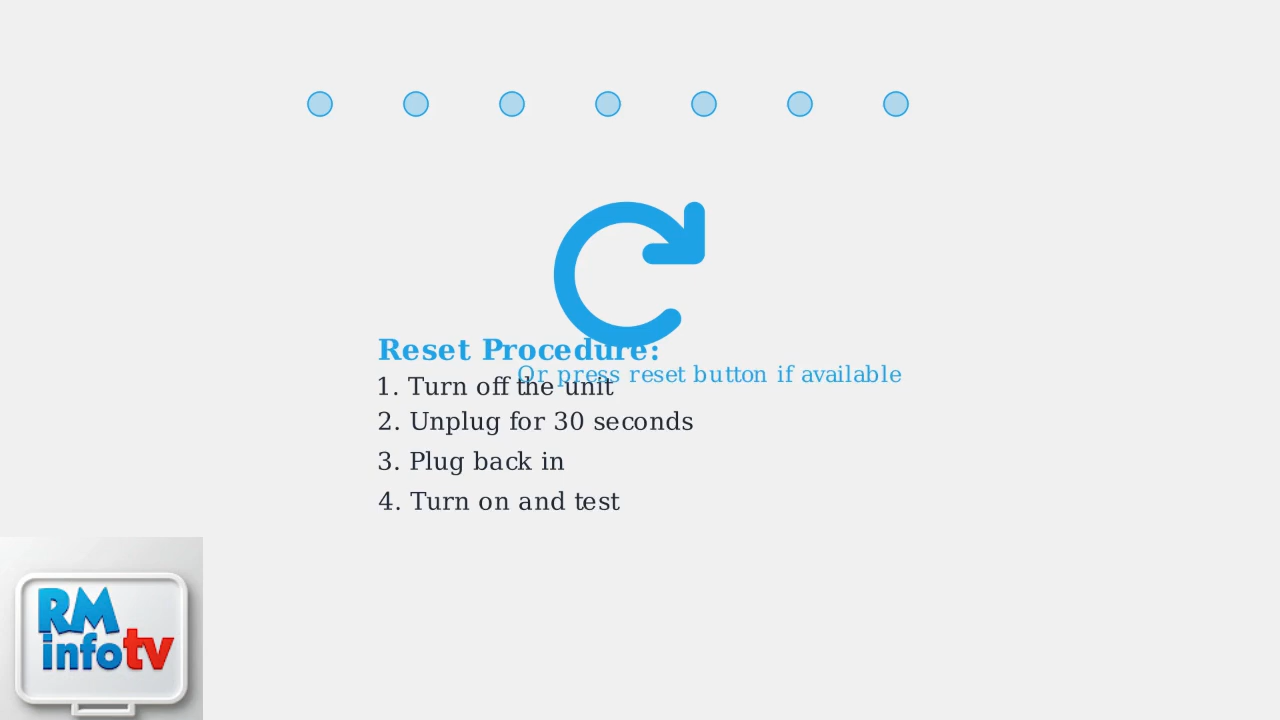 Reset Procedure:
Or press reset button if available
1. Turn off the unit
2. Unplug for 30 seconds
3. Plug back in
4. Turn on and test
RM
infotv